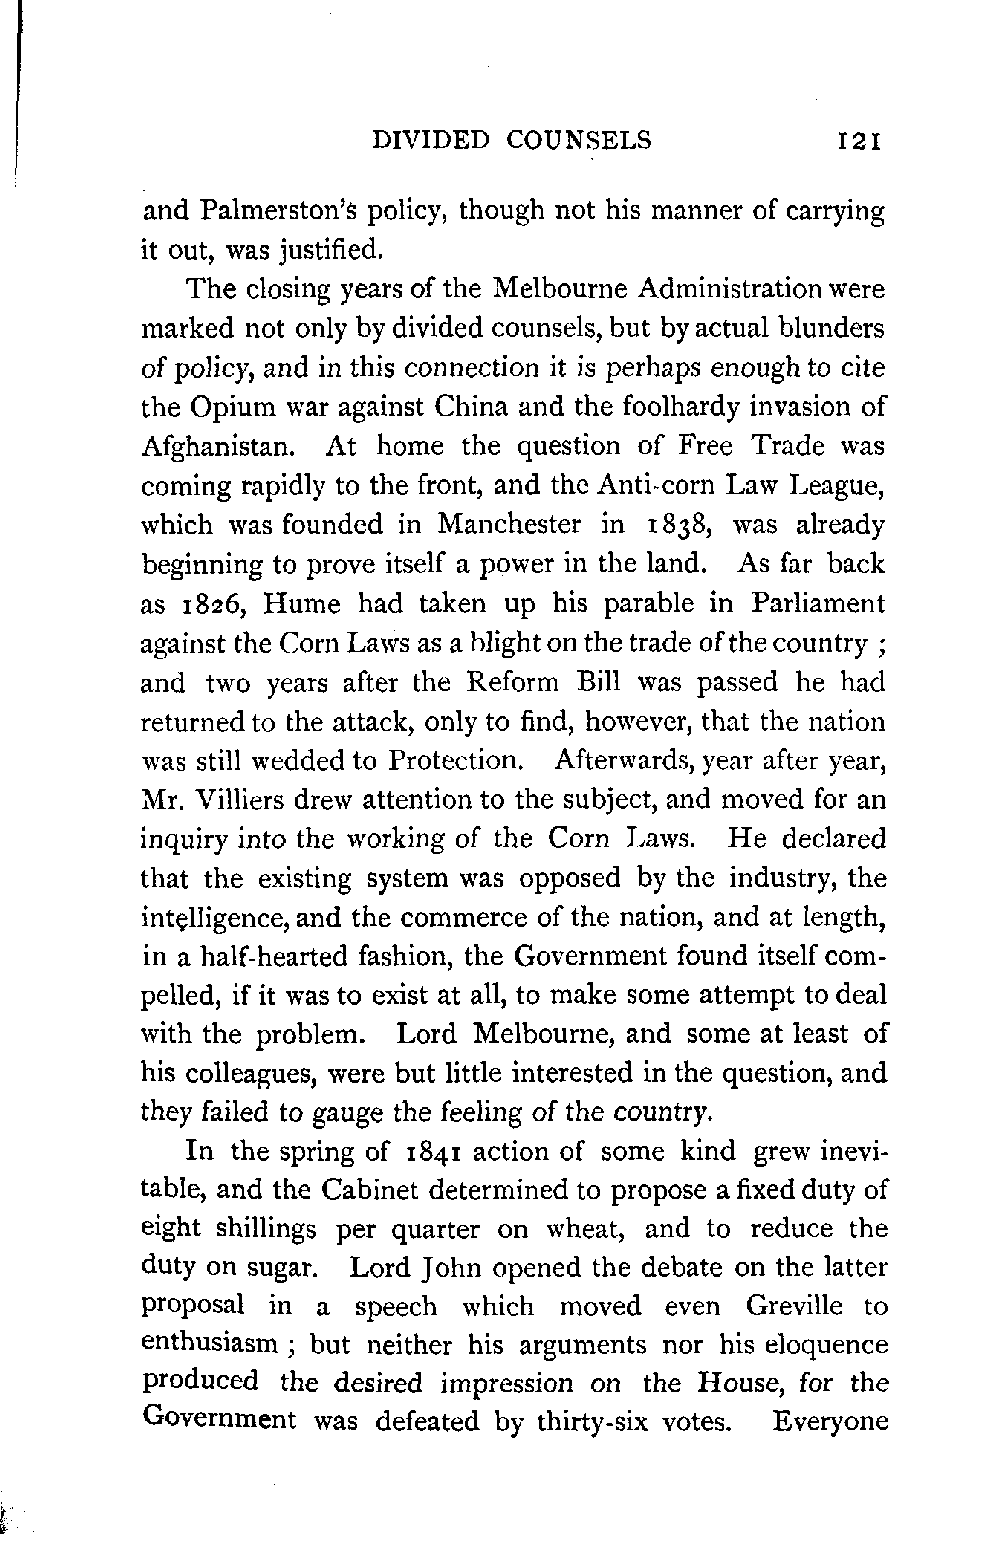 DIVIDED COUNSELS 121
and Palmerston's policy, though not his manner of carrying
it out, was justified.
The closing years of the Melbourne Administration were
marked not only by divided counsels, but by actual blunders
of policy, and in this connection it is perhaps enough to cite
the Opium war against China and the foolhardy invasion of
Afghanistan. At home the question of Free Trade was
coming rapidly to the front, and the Anti-corn Law League,
which was founded in Manchester in 1838, was already
beginning to prove itself a power in the land. As far back
as 1826, Hume had taken up his parable in Parliament
against the Corn Laws as a blight on the trade of the country ;
and two years after the Reform Bill was passed he had
returned to the attack, only to find, however, that the nation
was still wedded to Protection. Afterwards, year after year,
Mr. Villiers drew attention to the subject, and moved for an
inquiry into the working of the Corn Laws. He declared
that the existing system was opposed by the industry, the
intelligence, and the commerce of the nation, and at length,
in a half-hearted fashion, the Government found itself com-
pelled, if it was to exist at all, to make some attempt to deal
with the problem. Lord Melbourne, and some at least of
his colleagues, were but little interested in the question, and
they failed to gauge the feeling of the country.
In the spring of 1841 action of some kind grew inevi-
table, and the Cabinet determined to propose a fixed duty of
eight shillings per quarter on wheat, and to reduce the
duty on sugar. Lord John opened the debate on the latter
proposal in a speech which moved even Greville to
enthusiasm ; but neither his arguments nor his eloquence
produced the desired impression on the House, for the
Government was defeated by thirty-six votes. Everyone